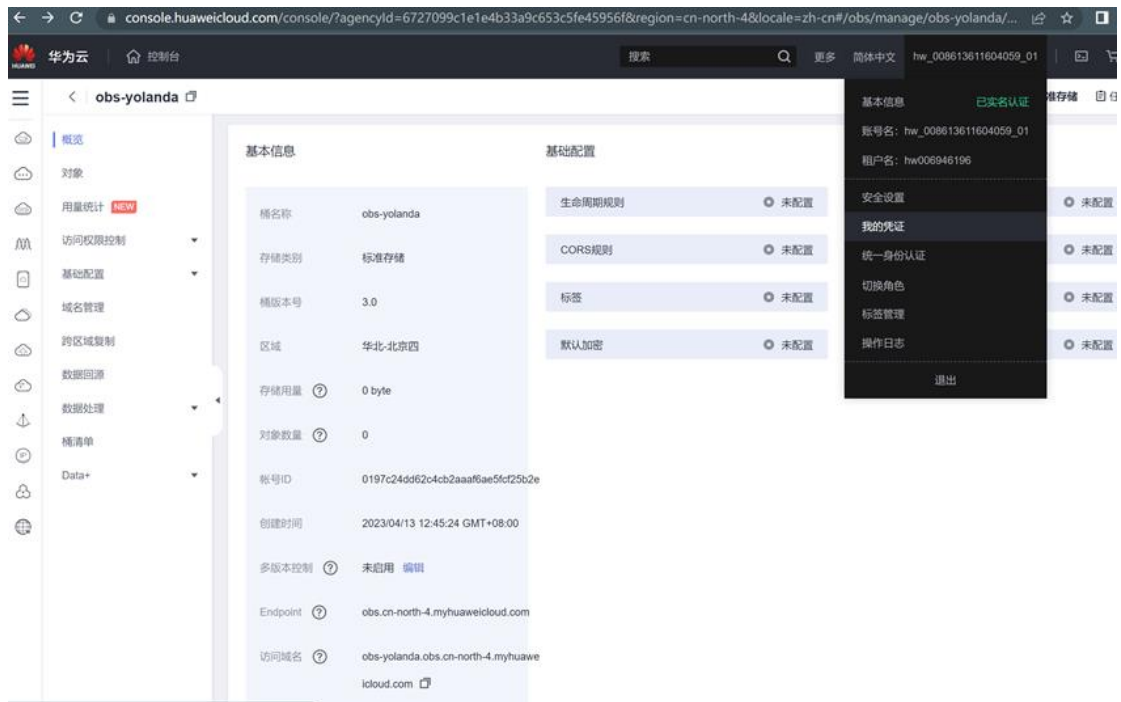 console.huaweicloud.com/console/?agencyId=6727099c1e1e4b33a9c653c5fe45956f&region=cn-north-4&locale=zh-cn#/obs/manage/obs-yolanda/...
HUAWEI 华为云 控制台 搜索 更多 简体中文 hw_008613611604059_01
obs-yolanda
准存储
概览
对象
用量统计 NEW
访问权限控制
基础配置
域名管理
跨区域复制
数据回源
数据处理
桶清单
Data+
基本信息
桶名称 obs-yolanda
存储类别 标准存储
桶版本号 3.0
区域 华北-北京四
存储用量 ? 0 byte
对象数量 ? 0
帐号ID 0197c24dd62c4cb2aaaf6ae5fcf25b2e
创建时间 2023/04/13 12:45:24 GMT+08:00
多版本控制 ? 未启用 编辑
Endpoint ? obs.cn-north-4.myhuaweicloud.com
访问域名 ? obs-yolanda.obs.cn-north-4.myhuawe
icloud.com
基础配置
生命周期规则 未配置
CORS规则 未配置
标签 未配置
默认加密 未配置
基本信息 已实名认证
账号名: hw_008613611604059_01
租户名: hw006946196
安全设置
我的凭证
统一身份认证
切换角色
标签管理
操作日志
退出
未配置
未配置
未配置
未配置